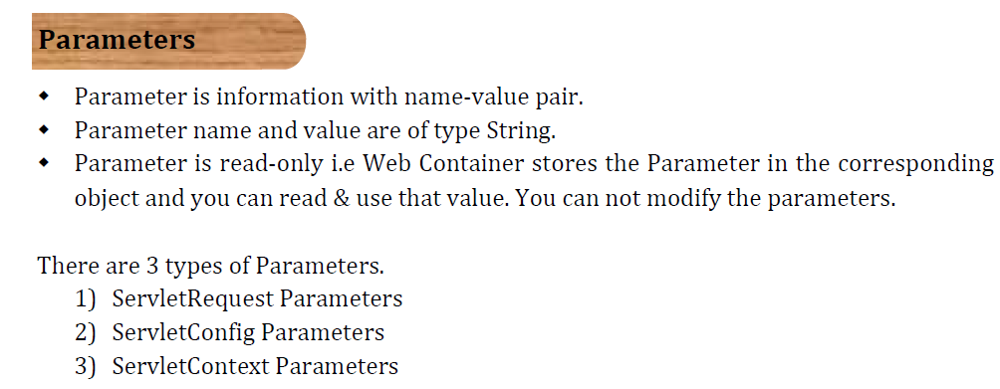 Parameters
◆ Parameter is information with name-value pair.
◆ Parameter name and value are of type String.
◆ Parameter is read-only i.e Web Container stores the Parameter in the corresponding
object and you can read & use that value. You can not modify the parameters.
There are 3 types of Parameters.
1) ServletRequest Parameters
2) ServletConfig Parameters
3) ServletContext Parameters